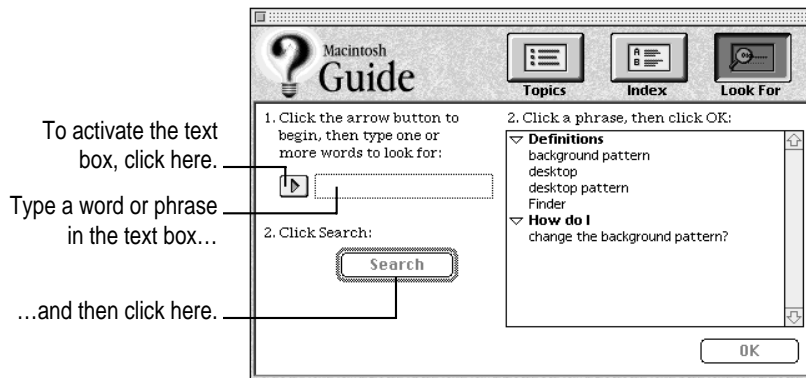 Macintosh
Guide
Topics
Index
Look For
To activate the text
box, click here.
Type a word or phrase
in the text box…
…and then click here.
1. Click the arrow button to
begin, then type one or
more words to look for:
2. Click Search:
Search
2. Click a phrase, then click OK:
Definitions
background pattern
desktop
desktop pattern
Finder
How do I
change the background pattern?
OK